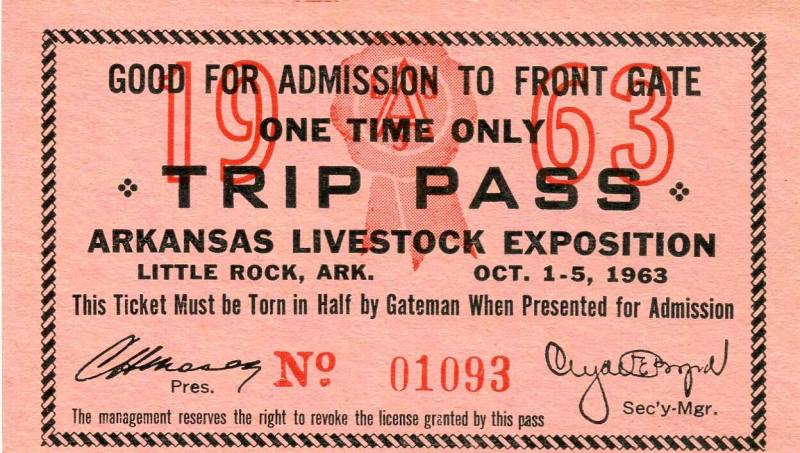 GOOD FOR ADMISSION TO FRONT GATE
1963
ONE TIME ONLY
TRIP PASS
ARKANSAS LIVESTOCK EXPOSITION
LITTLE ROCK, ARK. OCT. 1-5, 1963
This Ticket Must be Torn in Half by Gateman When Presented for Admission
Nº 01093
Pres. Sec'y-Mgr.
The management reserves the right to revoke the license granted by this pass